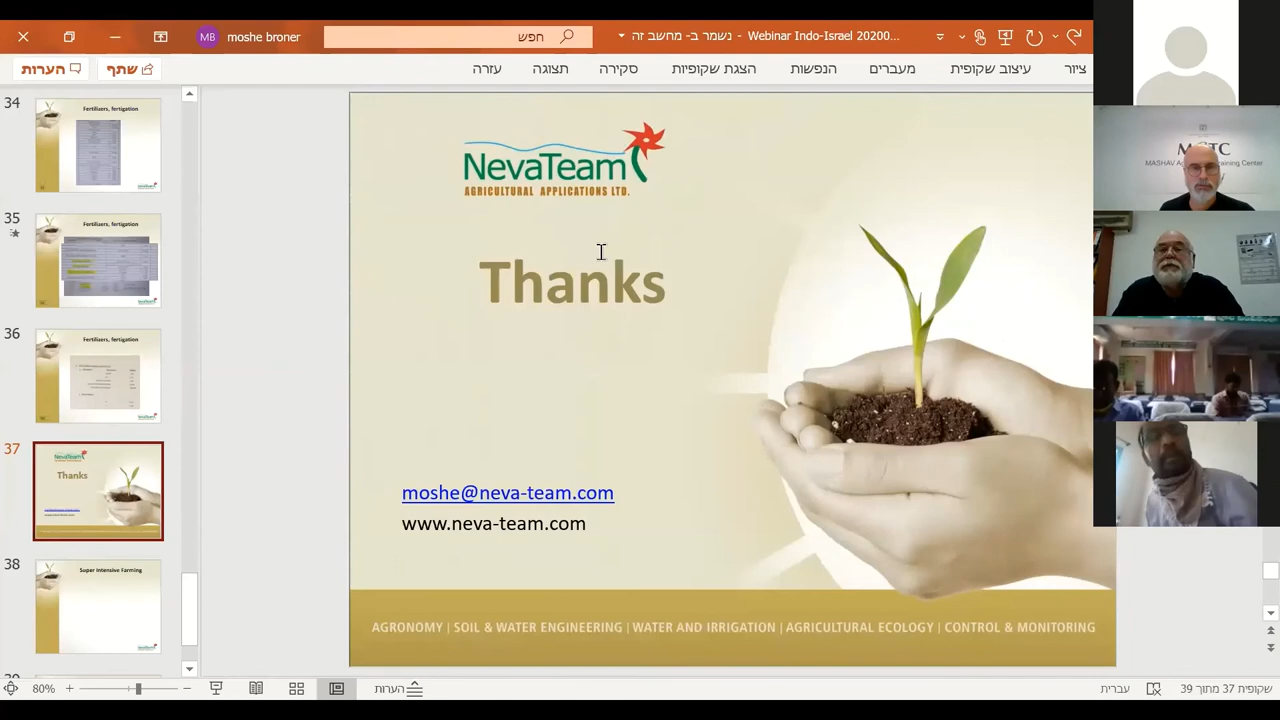 MB moshe broner
חפש
Webinar Indo-Israel 20200... - נשמר ב- מחשב זה
ציור עיצוב שקופית מעברים הנפשות הצגת שקופיות סקירה תצוגה עזרה
שתף
הערות
34
Fertilizers, fertigation
35
Fertilizers, fertigation
36
Fertilizers, fertigation
37
NevaTeam
Thanks
38
Super Intensive Farming
NevaTeam
AGRICULTURAL APPLICATIONS LTD.
Thanks
moshe@neva-team.com
www.neva-team.com
AGRONOMY | SOIL & WATER ENGINEERING | WATER AND IRRIGATION | AGRICULTURAL ECOLOGY | CONTROL & MONITORING
שקופית 37 מתוך 39
עברית
הערות
80%